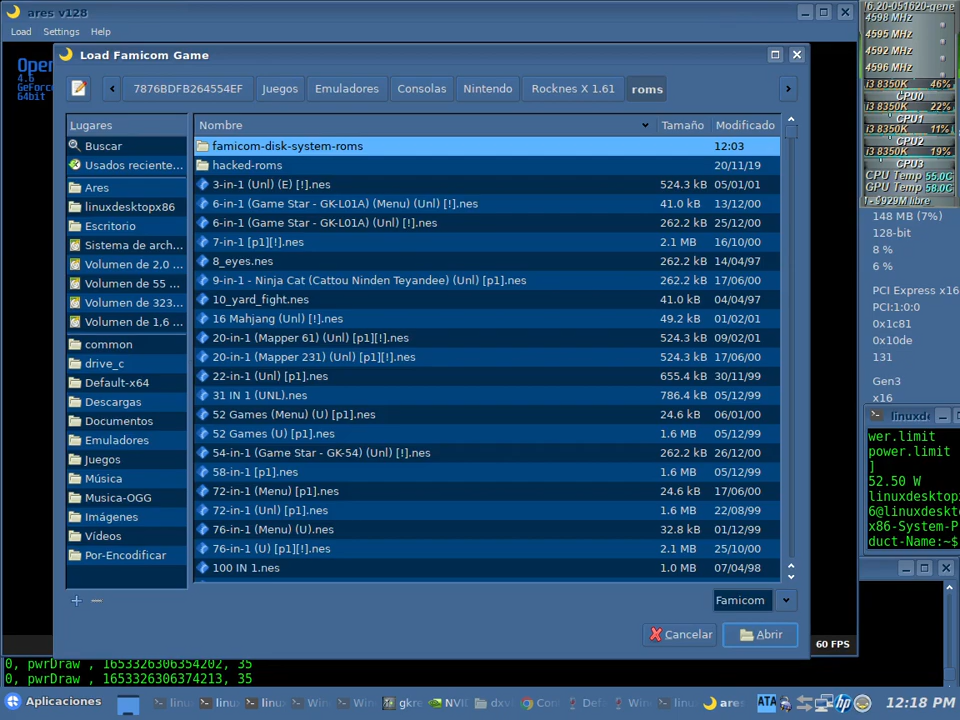 ares v128
Load Settings Help
Load Famicom Game
7876BDFB264554EF Juegos Emuladores Consolas Nintendo Rocknes X 1.61 roms
Lugares
Buscar
Usados reciente...
Ares
linuxdesktopx86
Escritorio
Sistema de arch...
Volumen de 2,0 ...
Volumen de 55 ...
Volumen de 323...
Volumen de 1,6 ...
common
drive_c
Default-x64
Descargas
Documentos
Emuladores
Juegos
Música
Musica-OGG
Imágenes
Vídeos
Por-Encodificar
Nombre Tamaño Modificado
famicom-disk-system-roms 12:03
hacked-roms 20/11/19
3-in-1 (Unl) (E) [!].nes 524.3 kB 05/01/01
6-in-1 (Game Star - GK-L01A) (Menu) (Unl) [!].nes 41.0 kB 13/12/00
6-in-1 (Game Star - GK-L01A) (Unl) [!].nes 262.2 kB 25/12/00
7-in-1 [p1][!].nes 2.1 MB 16/10/00
8_eyes.nes 262.2 kB 14/04/97
9-in-1 - Ninja Cat (Cattou Ninden Teyandee) (Unl) [p1].nes 262.2 kB 17/06/00
10_yard_fight.nes 41.0 kB 04/04/97
16 Mahjang (Unl) [!].nes 49.2 kB 01/02/01
20-in-1 (Mapper 61) (Unl) [p1][!].nes 524.3 kB 09/02/01
20-in-1 (Mapper 231) (Unl) [p1][!].nes 524.3 kB 17/06/00
22-in-1 (Unl) [p1].nes 655.4 kB 30/11/99
31 IN 1 (UNL).nes 786.4 kB 05/12/99
52 Games (Menu) (U) [p1].nes 24.6 kB 06/01/00
52 Games (U) [p1].nes 1.6 MB 05/12/99
54-in-1 (Game Star - GK-54) (Unl) [!].nes 262.2 kB 26/12/00
58-in-1 [p1].nes 1.6 MB 05/12/99
72-in-1 (Menu) [p1].nes 24.6 kB 17/06/00
72-in-1 (Unl) [p1].nes 1.6 MB 22/08/99
76-in-1 (Menu) (U).nes 32.8 kB 01/12/99
76-in-1 (U) [p1][!].nes 2.1 MB 25/10/00
100 IN 1.nes 1.0 MB 07/04/98
Famicom
Cancelar Abrir
60 FPS
Oper
4.6
GeForc
64bit
0, pwrDraw , 1653326306354202, 35
0, pwrDraw , 1653326306374213, 35
4598 MHz
4595 MHz
4592 MHz
4596 MHz
i3 8350K 46%
CPU0
i3 8350K 22%
CPU1
i3 8350K 11%
CPU2
i3 8350K 19%
CPU3
CPU Temp 55.0C
GPU Temp 58.0C
148 MB (7%)
128-bit
8 %
6 %
PCI Express x16
PCI:1:0:0
0x1c81
0x10de
131
Gen3
x16
linuxde
wer.limit
power.limit
]
52.50 W
linuxdesktop
6@linuxdeskt
x86-System-P
duct-Name:~$
Aplicaciones
12:18 PM